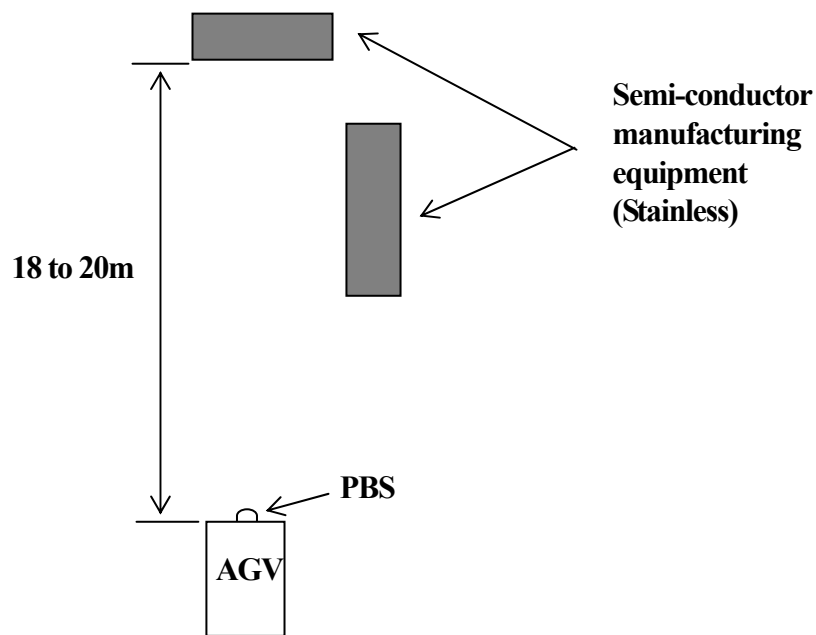 Semi-conductor
manufacturing
equipment
(Stainless)
18 to 20m
PBS
AGV